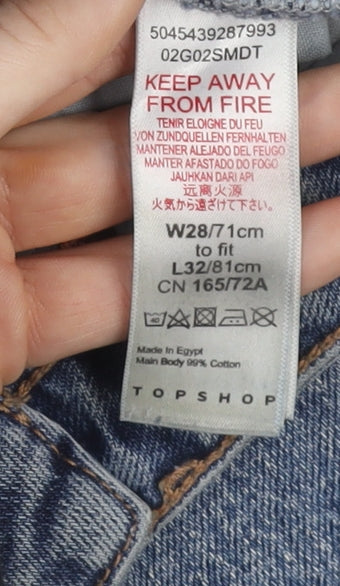 5045439287993
02G02SMDT
KEEP AWAY
FROM FIRE
TENIR ELOIGNE DU FEU
VON ZUNDQUELLEN FERNHALTEN
MANTENER ALEJADO DEL FEUGO
MANTER AFASTADO DO FOGO
JAUHKAN DARI API
远离火源
火気から遠ざけて下さい。
W28/71cm
to fit
L32/81cm
CN 165/72A
40
Made In Egypt
Main Body 99% Cotton
TOPSHOP